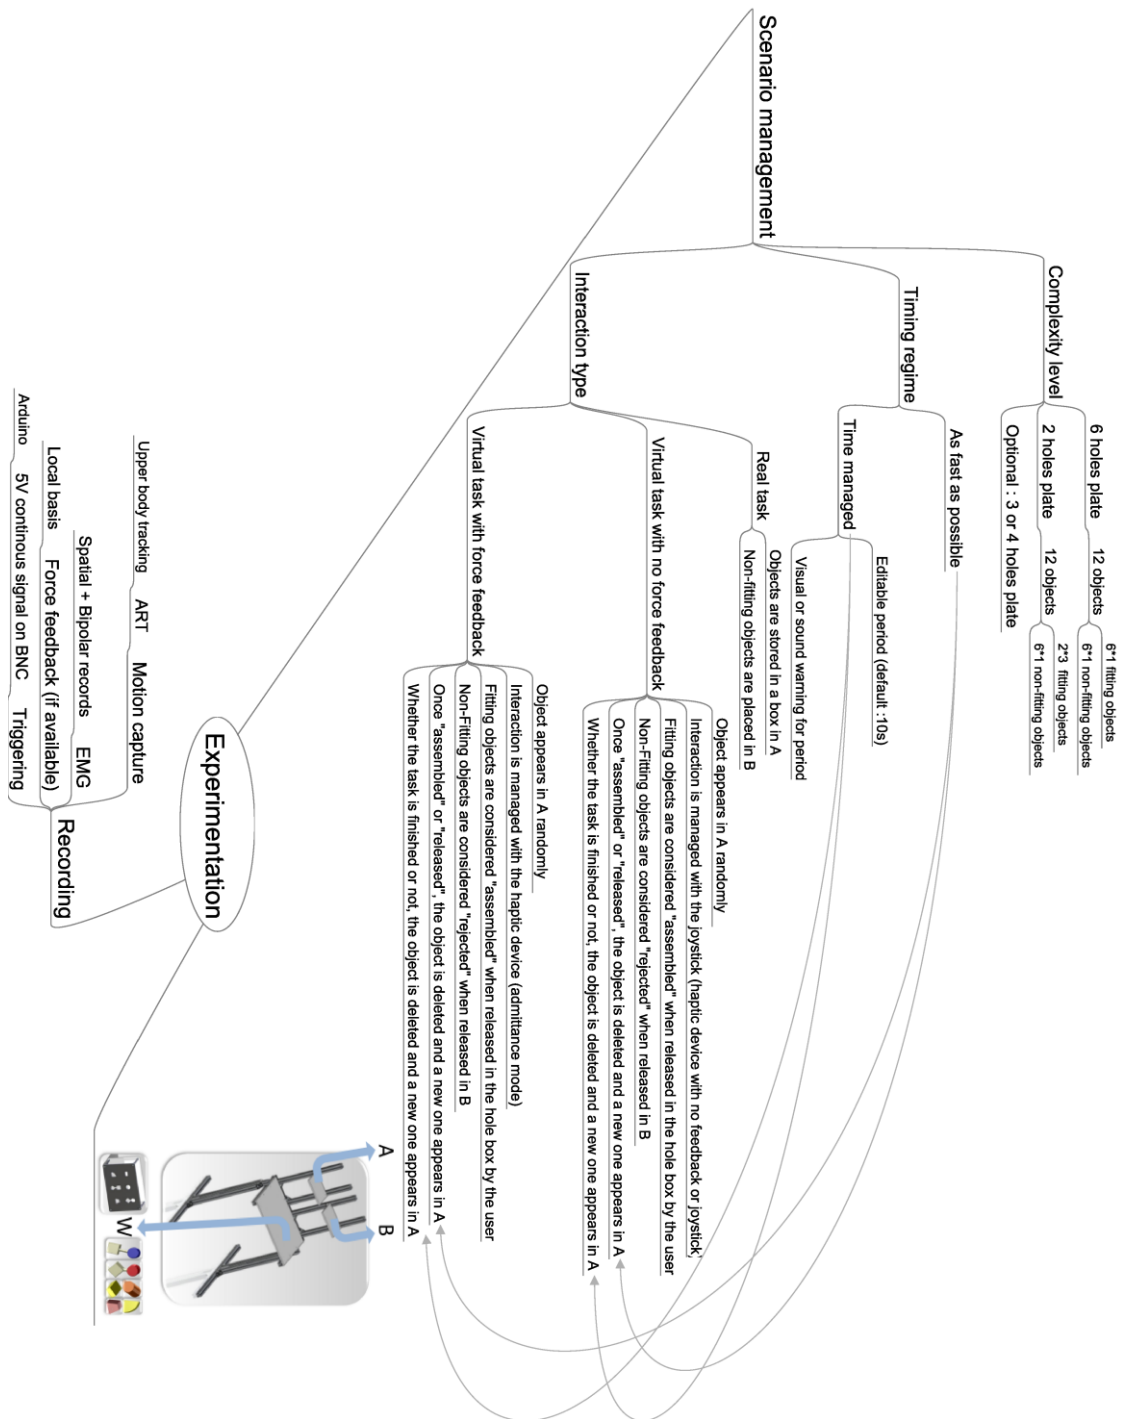 Scenario management
Complexity level
6 holes plate
12 objects
6*1 fitting objects
6*1 non-fitting objects
2 holes plate
12 objects
2*3 fitting objects
6*1 non-fitting objects
Optional : 3 or 4 holes plate
Timing regime
As fast as possible
Time managed
Editable period (default :10s)
Visual or sound warning for period
Interaction type
Real task
Objects are stored in a box in A
Non-fitting objects are placed in B
Virtual task with no force feedback
Object appears in A randomly
Interaction is managed with the joystick (haptic device with no feedback or joystick)
Fitting objects are considered "assembled" when released in the hole box by the user
Non-Fitting objects are considered "rejected" when released in B
Once "assembled" or "released", the object is deleted and a new one appears in A
Whether the task is finished or not, the object is deleted and a new one appears in A
Virtual task with force feedback
Object appears in A randomly
Interaction is managed with the haptic device (admittance mode)
Fitting objects are considered "assembled" when released in the hole box by the user
Non-Fitting objects are considered "rejected" when released in B
Once "assembled" or "released", the object is deleted and a new one appears in A
Whether the task is finished or not, the object is deleted and a new one appears in A
Experimentation
Recording
Motion capture
ART
Upper body tracking
EMG
Spatial + Bipolar records
Force feedback (if available)
Local basis
Triggering
5V continous signal on BNC
Arduino
A
B
W